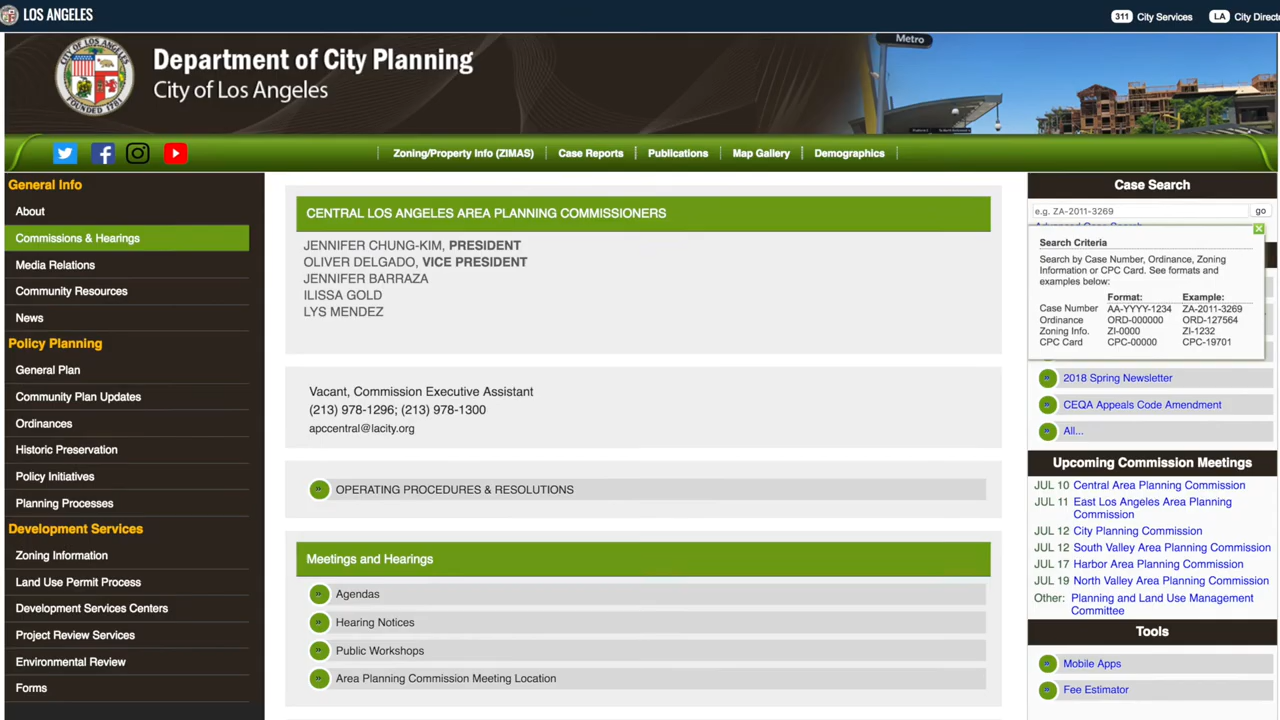 LOS ANGELES
311 City Services
LA City Direct
Department of City Planning
City of Los Angeles
Metro
Zoning/Property Info (ZIMAS)
Case Reports
Publications
Map Gallery
Demographics
General Info
About
Commissions & Hearings
Media Relations
Community Resources
News
Policy Planning
General Plan
Community Plan Updates
Ordinances
Historic Preservation
Policy Initiatives
Planning Processes
Development Services
Zoning Information
Land Use Permit Process
Development Services Centers
Project Review Services
Environmental Review
Forms
CENTRAL LOS ANGELES AREA PLANNING COMMISSIONERS
JENNIFER CHUNG-KIM, PRESIDENT
OLIVER DELGADO, VICE PRESIDENT
JENNIFER BARRAZA
ILISSA GOLD
LYS MENDEZ
Vacant, Commission Executive Assistant
(213) 978-1296; (213) 978-1300
apccentral@lacity.org
OPERATING PROCEDURES & RESOLUTIONS
Meetings and Hearings
Agendas
Hearing Notices
Public Workshops
Area Planning Commission Meeting Location
Case Search
e.g. ZA-2011-3269 go
Search Criteria
Search by Case Number, Ordinance, Zoning
Information or CPC Card. See formats and
examples below:
Format: Example:
Case Number AA-YYYY-1234 ZA-2011-3269
Ordinance ORD-000000 ORD-127564
Zoning Info. ZI-0000 ZI-1232
CPC Card CPC-00000 CPC-19701
2018 Spring Newsletter
CEQA Appeals Code Amendment
All...
Upcoming Commission Meetings
JUL 10 Central Area Planning Commission
JUL 11 East Los Angeles Area Planning
Commission
JUL 12 City Planning Commission
JUL 12 South Valley Area Planning Commission
JUL 17 Harbor Area Planning Commission
JUL 19 North Valley Area Planning Commission
Other: Planning and Land Use Management
Committee
Tools
Mobile Apps
Fee Estimator